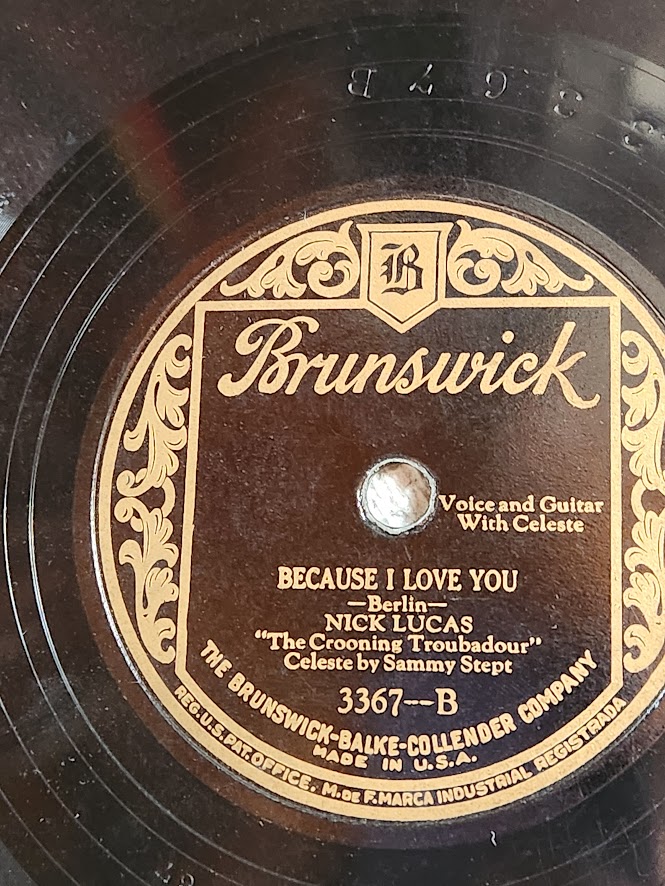 3367B
B
Brunswick
Voice and Guitar
With Celeste
BECAUSE I LOVE YOU
—Berlin—
NICK LUCAS
"The Crooning Troubadour"
Celeste by Sammy Stept
3367—B
THE BRUNSWICK-BALKE-COLLENDER COMPANY
MADE IN U.S.A.
REG.U.S.PAT.OFFICE. M.DE F.MARCA INDUSTRIAL REGISTRADA